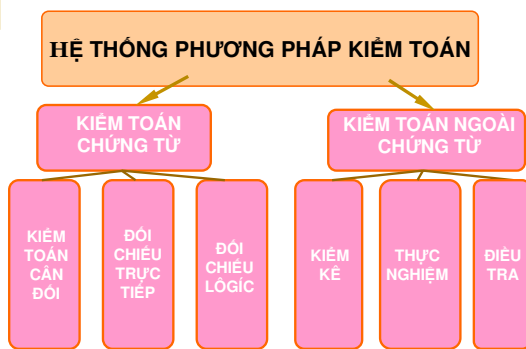 HỆ THỐNG PHƯƠNG PHÁP KIỂM TOÁN
KIỂM TOÁN
CHỨNG TỪ
KIỂM TOÁN NGOÀI
CHỨNG TỪ
KIỂM
TOÁN
CÂN
ĐỐI
ĐỐI
CHIẾU
TRỰC
TIẾP
ĐỐI
CHIẾU
LÔGÍC
KIỂM
KÊ
THỰC
NGHIỆM
ĐIỀU
TRA